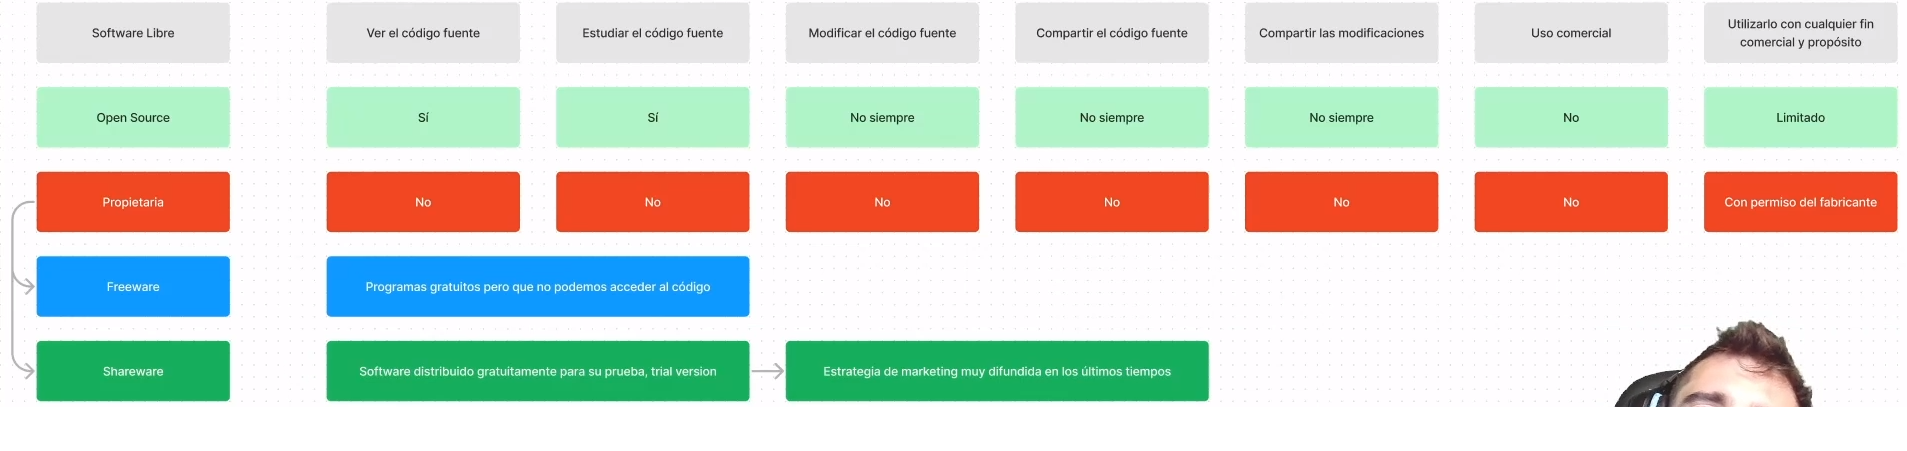 Software Libre
Ver el código fuente
Estudiar el código fuente
Modificar el código fuente
Compartir el código fuente
Compartir las modificaciones
Uso comercial
Utilizarlo con cualquier fin
comercial y propósito
Open Source
Sí
Sí
No siempre
No siempre
No siempre
No
Limitado
Propietaria
No
No
No
No
No
No
Con permiso del fabricante
Freeware
Programas gratuitos pero que no podemos acceder al código
Shareware
Software distribuido gratuitamente para su prueba, trial version
Estrategia de marketing muy difundida en los últimos tiempos